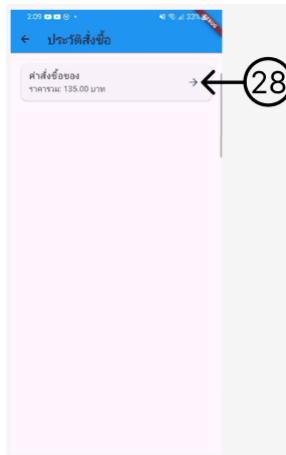 2:09 33%
← ประวัติสั่งซื้อ
คำสั่งซื้อของ
ราคารวม: 135.00 บาท
28